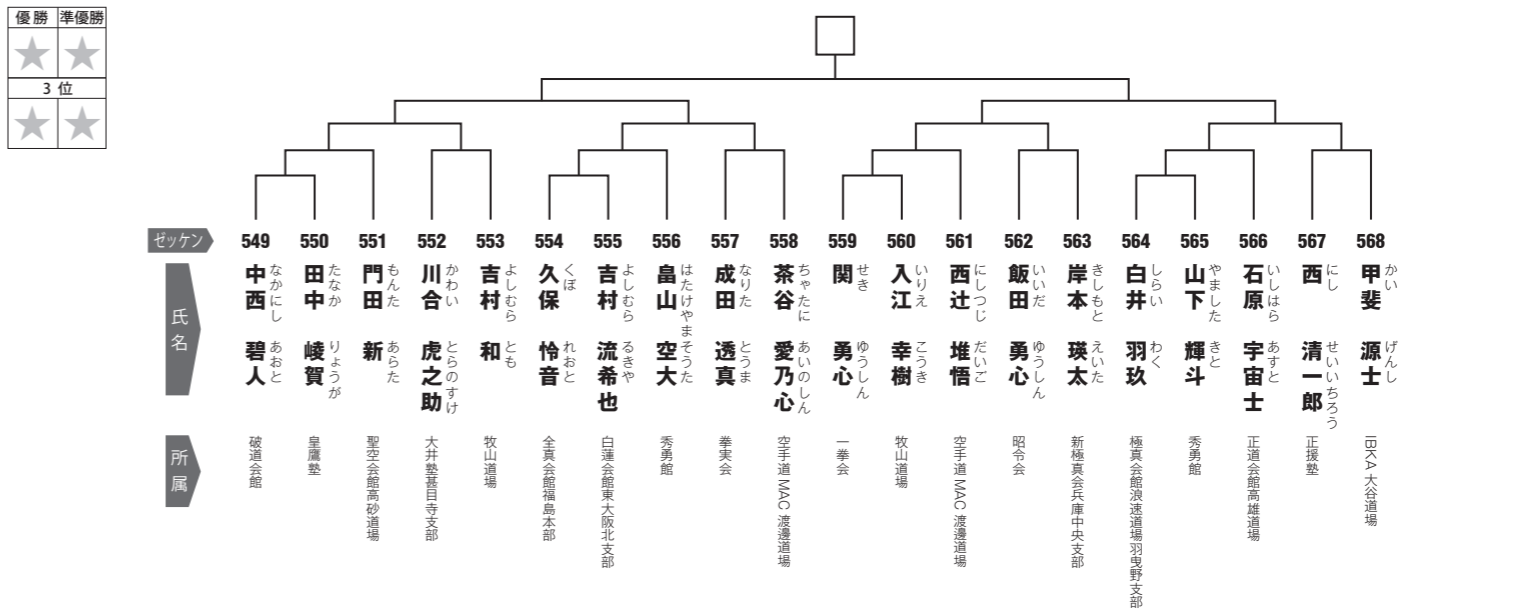 優勝 準優勝
3位
ゼッケン 549 550 551 552 553 554 555 556 557 558 559 560 561 562 563 564 565 566 567 568
氏名
中西 碧人 なかにし あおと
田中 崚賀 たなか りょうが
門田 新 もんた あらた
川合 虎之助 かわい とらのすけ
吉村 和 よしむら とも
久保 怜音 くぼ れおと
吉村 流希也 よしむら るきや
畠山 空大 はたけやま そうた
成田 透真 なりた とうま
茶谷 愛乃心 ちゃたに あいのしん
関 勇心 せき ゆうしん
入江 幸樹 いりえ こうき
西辻 堆悟 にしつじ だいご
飯田 勇心 いいだ ゆうしん
岸本 瑛太 きしもと えいた
白井 羽玖 しらい わく
山下 輝斗 やました きと
石原 宇宙士 いしはら あすと
西 清一郎 にし せいいちろう
甲斐 源士 かい げんし
所属
破道会館
皇鷹塾
聖空会館高砂道場
大井塾甚目寺支部
牧山道場
全真会館福島本部
白蓮会館東大阪北支部
秀勇館
拳実会
空手道MAC渡邊道場
一拳会
牧山道場
空手道MAC渡邊道場
昭令会
新極真会兵庫中央支部
極真会館浪速道場羽曳野支部
秀勇館
正道会館高雄道場
正援塾
IBKA大谷道場